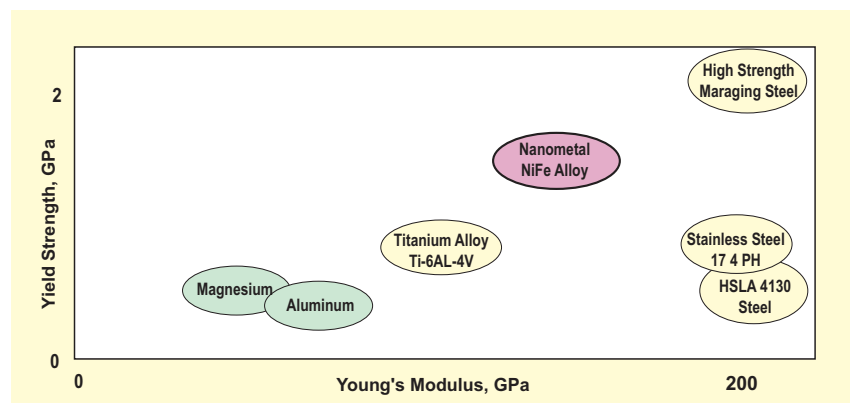 High Strength
Maraging Steel
2
Nanometal
NiFe Alloy
Yield Strength, GPa
Titanium Alloy
Ti-6AL-4V
Stainless Steel
17 4 PH
Magnesium
Aluminum
HSLA 4130
Steel
0
0
Young's Modulus, GPa
200